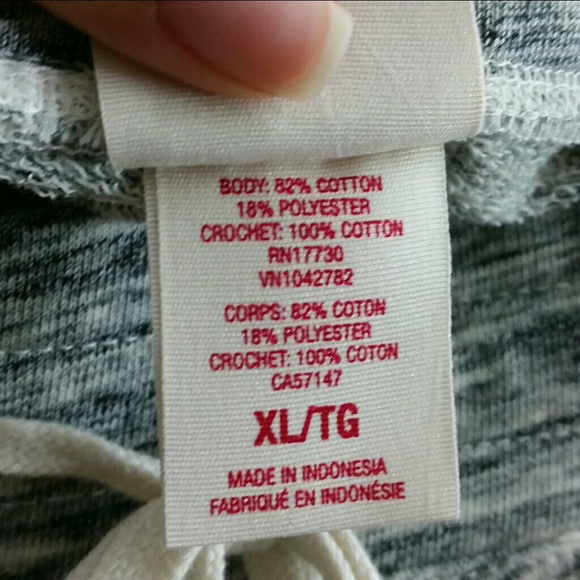 BODY: 82% COTTON
18% POLYESTER
CROCHET: 100% COTTON
RN17730
VN1042782
CORPS: 82% COTON
18% POLYESTER
CROCHET: 100% COTON
CA57147
XL/TG
MADE IN INDONESIA
FABRIQUÉ EN INDONÉSIE